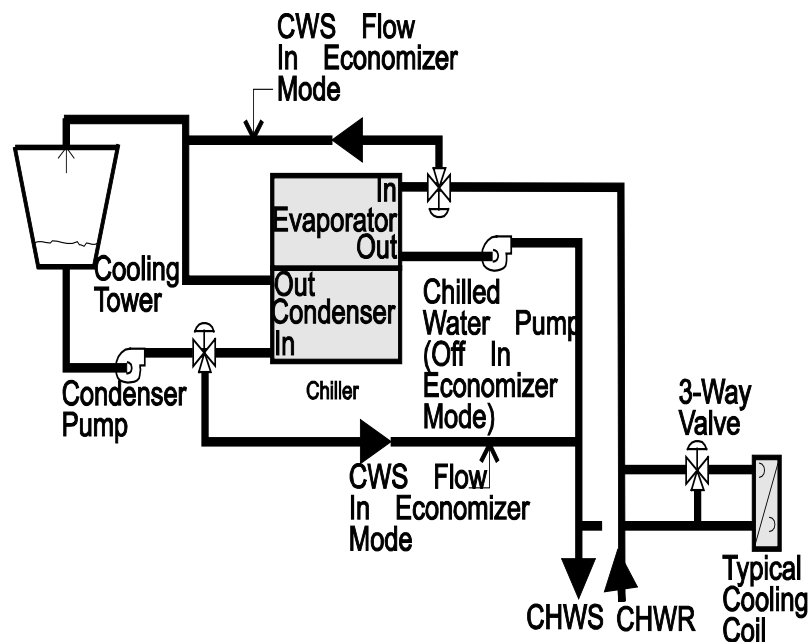 CWS Flow
In Economizer
Mode
In
Evaporator
Out
Cooling
Tower
Out
Condenser
In
Chilled
Water Pump
(Off In
Economizer
Mode)
Condenser
Pump
Chiller
3-Way
Valve
CWS Flow
In Economizer
Mode
Typical
Cooling
Coil
CHWS
CHWR